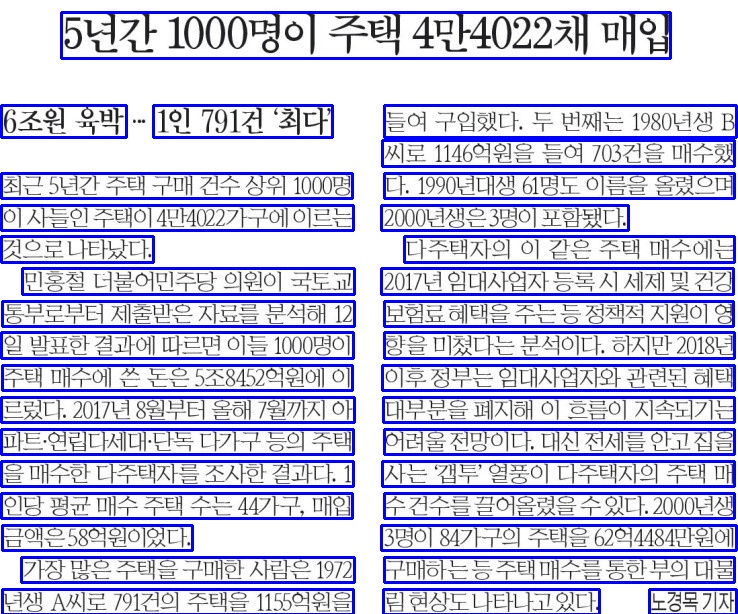 5년간 1000명이 주택 4만4022채 매입
6조원 육박 … 1인 791건 ‘최다’
최근 5년간 주택 구매 건수 상위 1000명
이 사들인 주택이 4만4022가구에 이르는
것으로 나타났다.
민홍철 더불어민주당 의원이 국토교
통부로부터 제출받은 자료를 분석해 12
일 발표한 결과에 따르면 이들 1000명이
주택 매수에 쓴 돈은 5조8452억원에 이
르렀다. 2017년 8월부터 올해 7월까지 아
파트·연립다세대·단독 다가구 등의 주택
을 매수한 다주택자를 조사한 결과다. 1
인당 평균 매수 주택 수는 44가구, 매입
금액은 58억원이었다.
가장 많은 주택을 구매한 사람은 1972
년생 A씨로 791건의 주택을 1155억원을
들여 구입했다. 두 번째는 1980년생 B
씨로 1146억원을 들여 703건을 매수했
다. 1990년대생 61명도 이름을 올렸으며
2000년생은 3명이 포함됐다.
다주택자의 이 같은 주택 매수에는
2017년 임대사업자 등록 시 세제 및 건강
보험료 혜택을 주는 등 정책적 지원이 영
향을 미쳤다는 분석이다. 하지만 2018년
이후 정부는 임대사업자와 관련된 혜택
대부분을 폐지해 이 흐름이 지속되기는
어려울 전망이다. 대신 전세를 안고 집을
사는 ‘갭투’ 열풍이 다주택자의 주택 매
수 건수를 끌어올렸을 수 있다. 2000년생
3명이 84가구의 주택을 62억4484만원에
구매하는 등 주택 매수를 통한 부의 대물
림 현상도 나타나고 있다. 노경목 기자